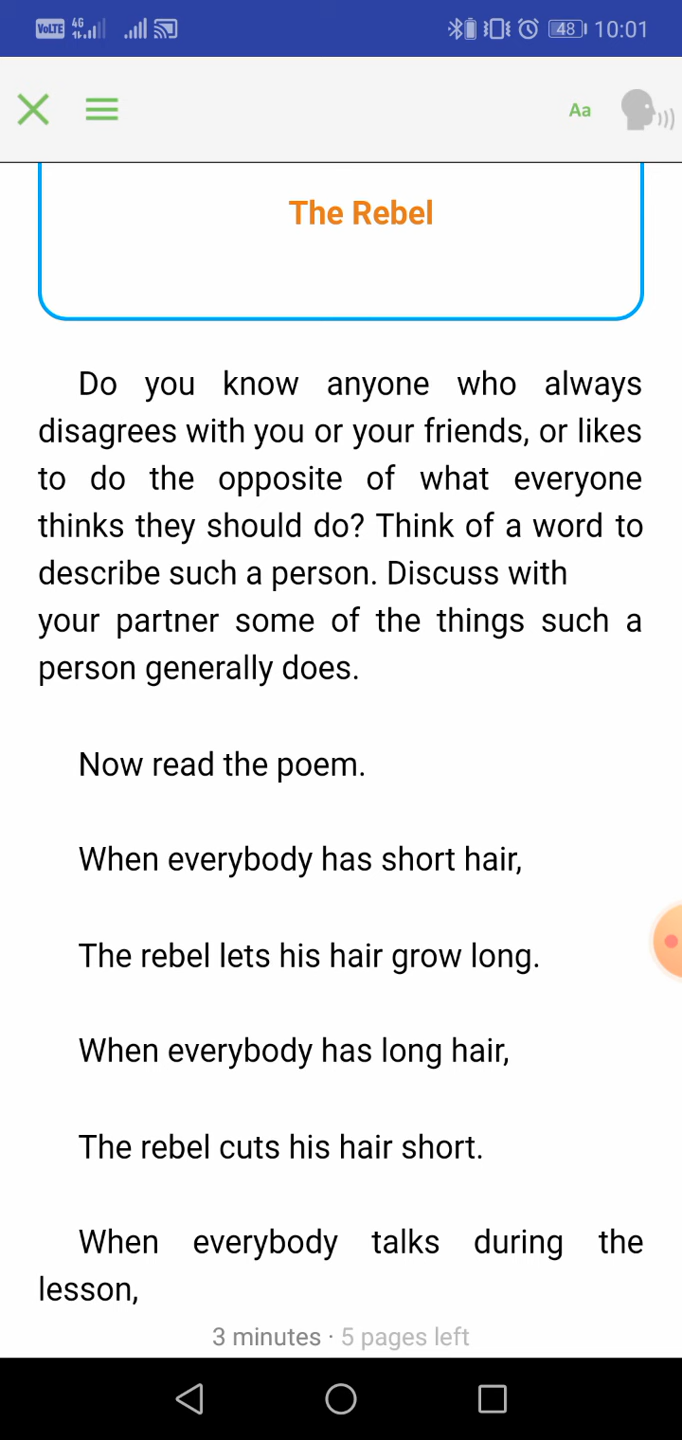 VoLTE 4G 48 10:01
Aa
The Rebel
Do you know anyone who always
disagrees with you or your friends, or likes
to do the opposite of what everyone
thinks they should do? Think of a word to
describe such a person. Discuss with
your partner some of the things such a
person generally does.
Now read the poem.
When everybody has short hair,
The rebel lets his hair grow long.
When everybody has long hair,
The rebel cuts his hair short.
When everybody talks during the
lesson,
3 minutes · 5 pages left